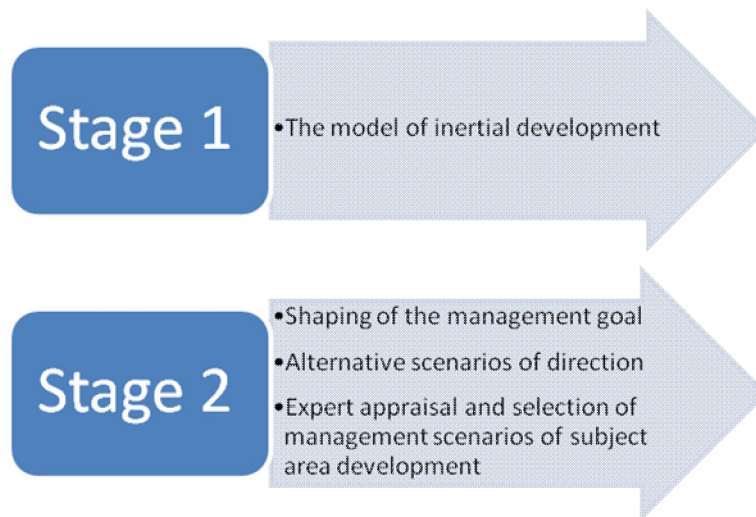 Stage 1
•The model of inertial development
Stage 2
•Shaping of the management goal
•Alternative scenarios of direction
•Expert appraisal and selection of
management scenarios of subject
area development